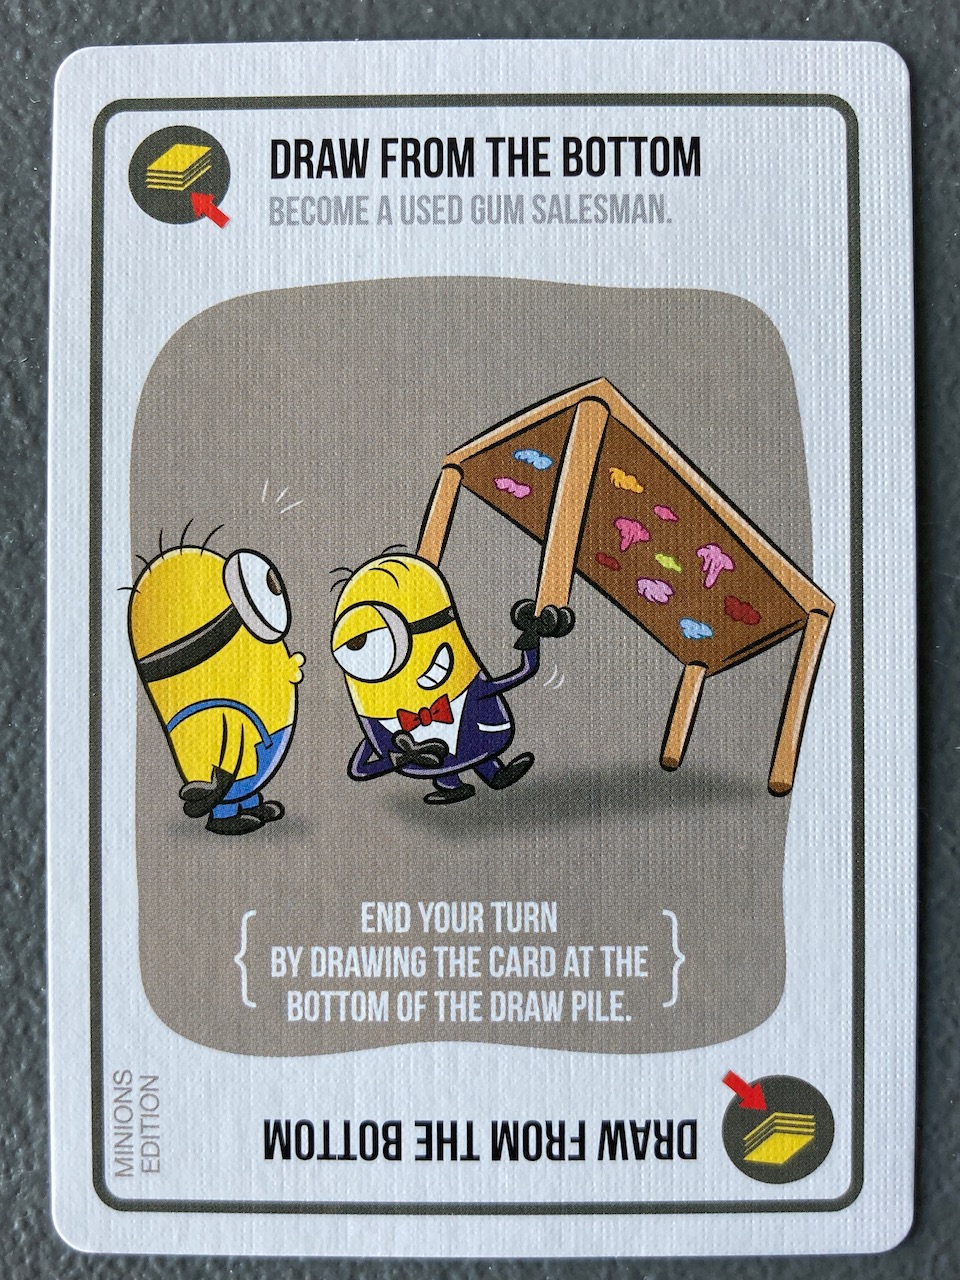 DRAW FROM THE BOTTOM
BECOME A USED GUM SALESMAN.
END YOUR TURN
BY DRAWING THE CARD AT THE
BOTTOM OF THE DRAW PILE.
MINIONS
EDITION
DRAW FROM THE BOTTOM